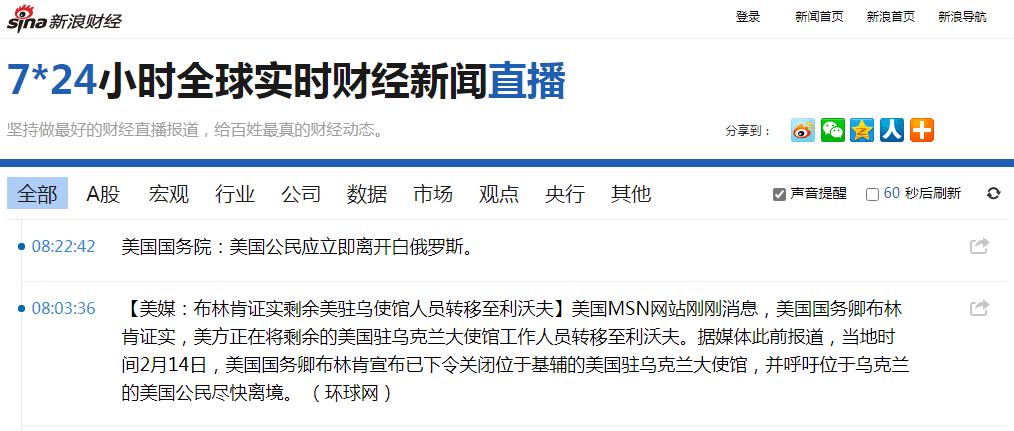 sina新浪财经
登录 新闻首页 新浪首页 新浪导航
7*24小时全球实时财经新闻直播
坚持做最好的财经直播报道，给百姓最真的财经动态。
分享到：
全部 A股 宏观 行业 公司 数据 市场 观点 央行 其他 声音提醒 60 秒后刷新
08:22:42 美国国务院：美国公民应立即离开白俄罗斯。
08:03:36 【美媒：布林肯证实剩余美驻乌使馆人员转移至利沃夫】美国MSN网站刚刚消息，美国国务卿布林
肯证实，美方正在将剩余的美国驻乌克兰大使馆工作人员转移至利沃夫。据媒体此前报道，当地时
间2月14日，美国国务卿布林肯宣布已下令关闭位于基辅的美国驻乌克兰大使馆，并呼吁位于乌克兰
的美国公民尽快离境。（环球网）